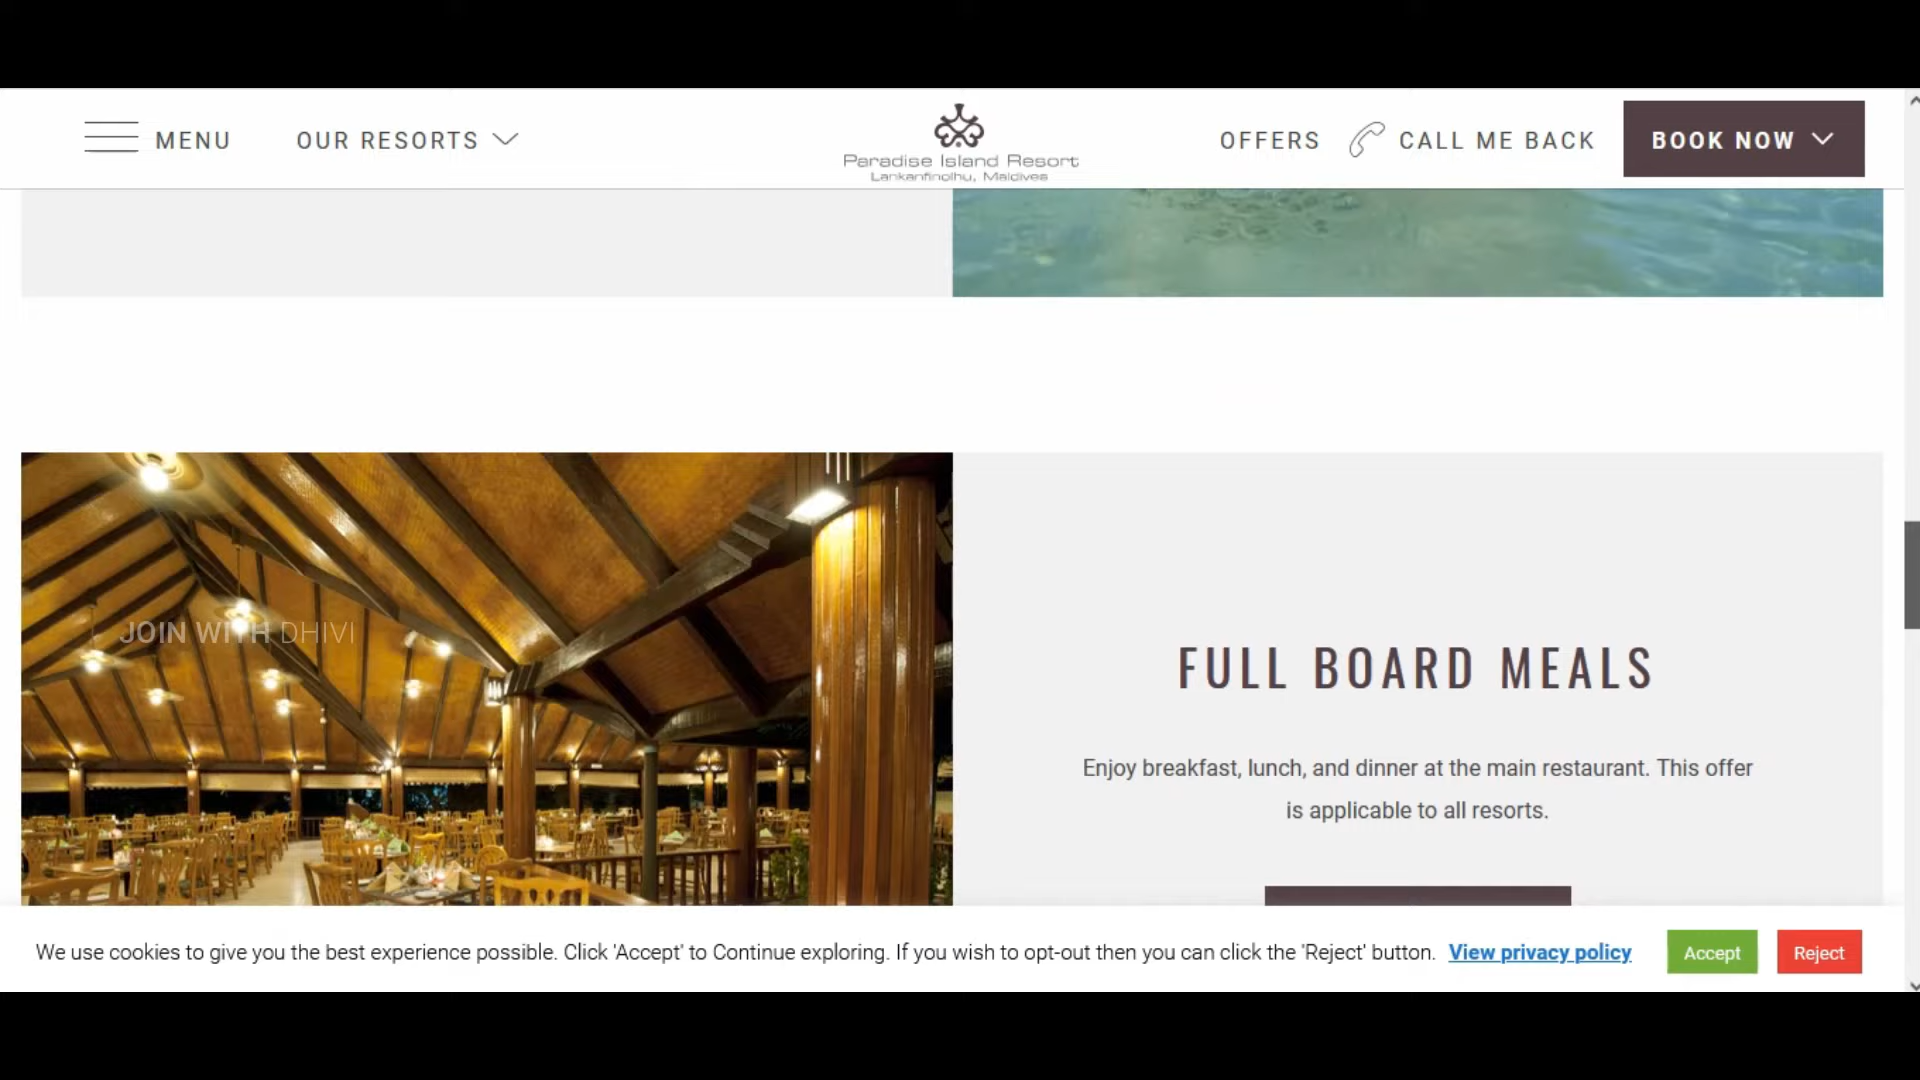 MENU
OUR RESORTS
Paradise Island Resort
Lankanfinolhu, Maldives
OFFERS
CALL ME BACK
BOOK NOW
JOIN WITH DHIVI
FULL BOARD MEALS
Enjoy breakfast, lunch, and dinner at the main restaurant. This offer
is applicable to all resorts.
We use cookies to give you the best experience possible. Click 'Accept' to Continue exploring. If you wish to opt-out then you can click the 'Reject' button. View privacy policy
Accept
Reject